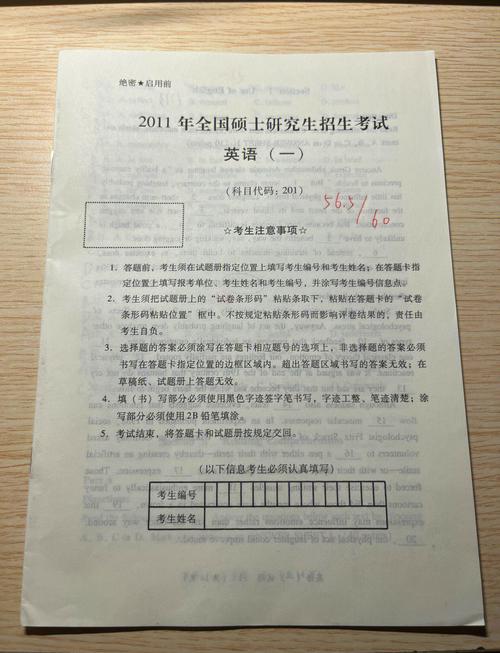 绝密★启用前
2011年全国硕士研究生招生考试
英语（一）
（科目代码：201）
56.5/60
☆考生注意事项☆
1. 答题前，考生须在试题册指定位置上填写考生编号和考生姓名；在答题卡指
定位置上填写报考单位、考生姓名和考生编号，并涂写考生编号信息点。
2. 考生须把试题册上的“试卷条形码”粘贴条取下，粘贴在答题卡的“试卷
条形码粘贴位置”框中。不按规定粘贴条形码而影响评卷结果的，责任由
考生自负。
3. 选择题的答案必须涂写在答题卡相应题号的选项上，非选择题的答案必须
书写在答题卡指定位置的边框区域内。超出答题区域书写的答案无效；在
草稿纸、试题册上答题无效。
4. 填（书）写部分必须使用黑色字迹签字笔书写，字迹工整、笔迹清楚；涂
写部分必须使用2B铅笔填涂。
5. 考试结束，将答题卡和试题册按规定交回。
（以下信息考生必须认真填写）
考生编号
考生姓名